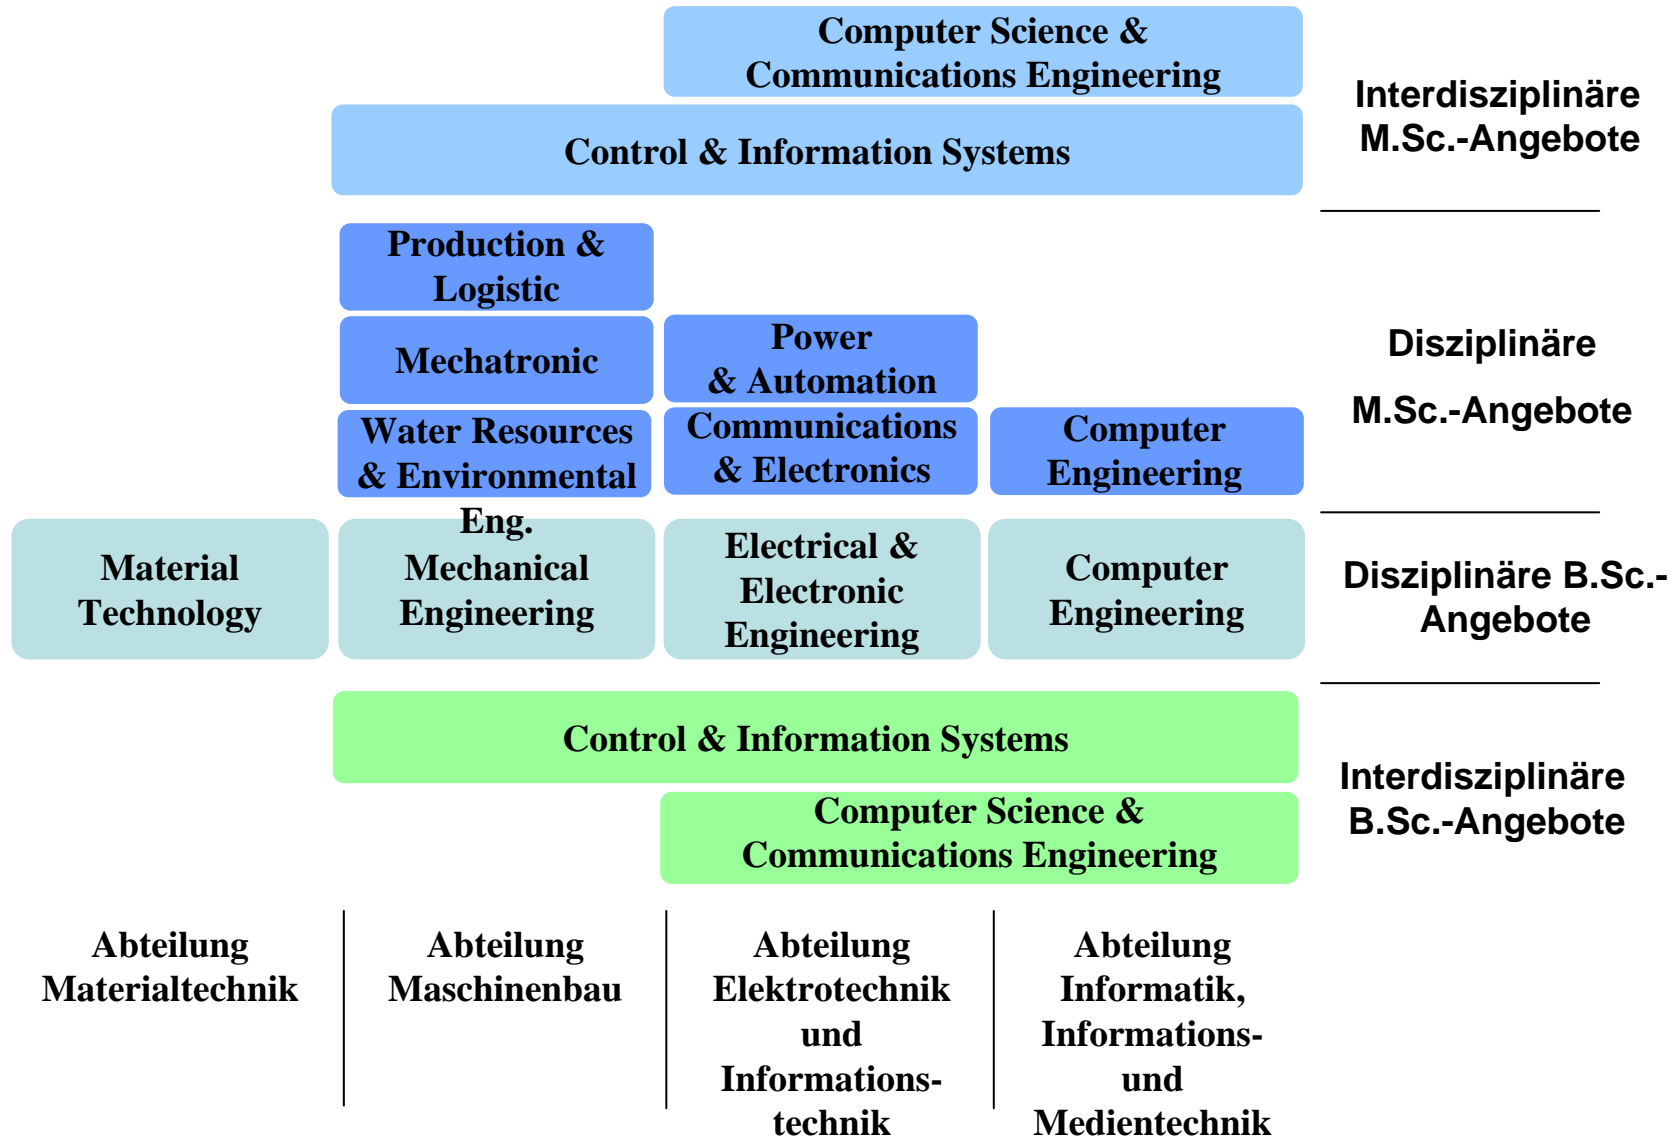 Computer Science &
Communications Engineering
Control & Information Systems
Interdisziplinäre
M.Sc.-Angebote
Production &
Logistic
Mechatronic
Water Resources
& Environmental
Eng.
Power
& Automation
Communications
& Electronics
Computer
Engineering
Disziplinäre
M.Sc.-Angebote
Material
Technology
Mechanical
Engineering
Electrical &
Electronic
Engineering
Computer
Engineering
Disziplinäre B.Sc.-
Angebote
Control & Information Systems
Computer Science &
Communications Engineering
Interdisziplinäre
B.Sc.-Angebote
Abteilung
Materialtechnik
Abteilung
Maschinenbau
Abteilung
Elektrotechnik
und
Informations-
technik
Abteilung
Informatik,
Informations-
und
Medientechnik